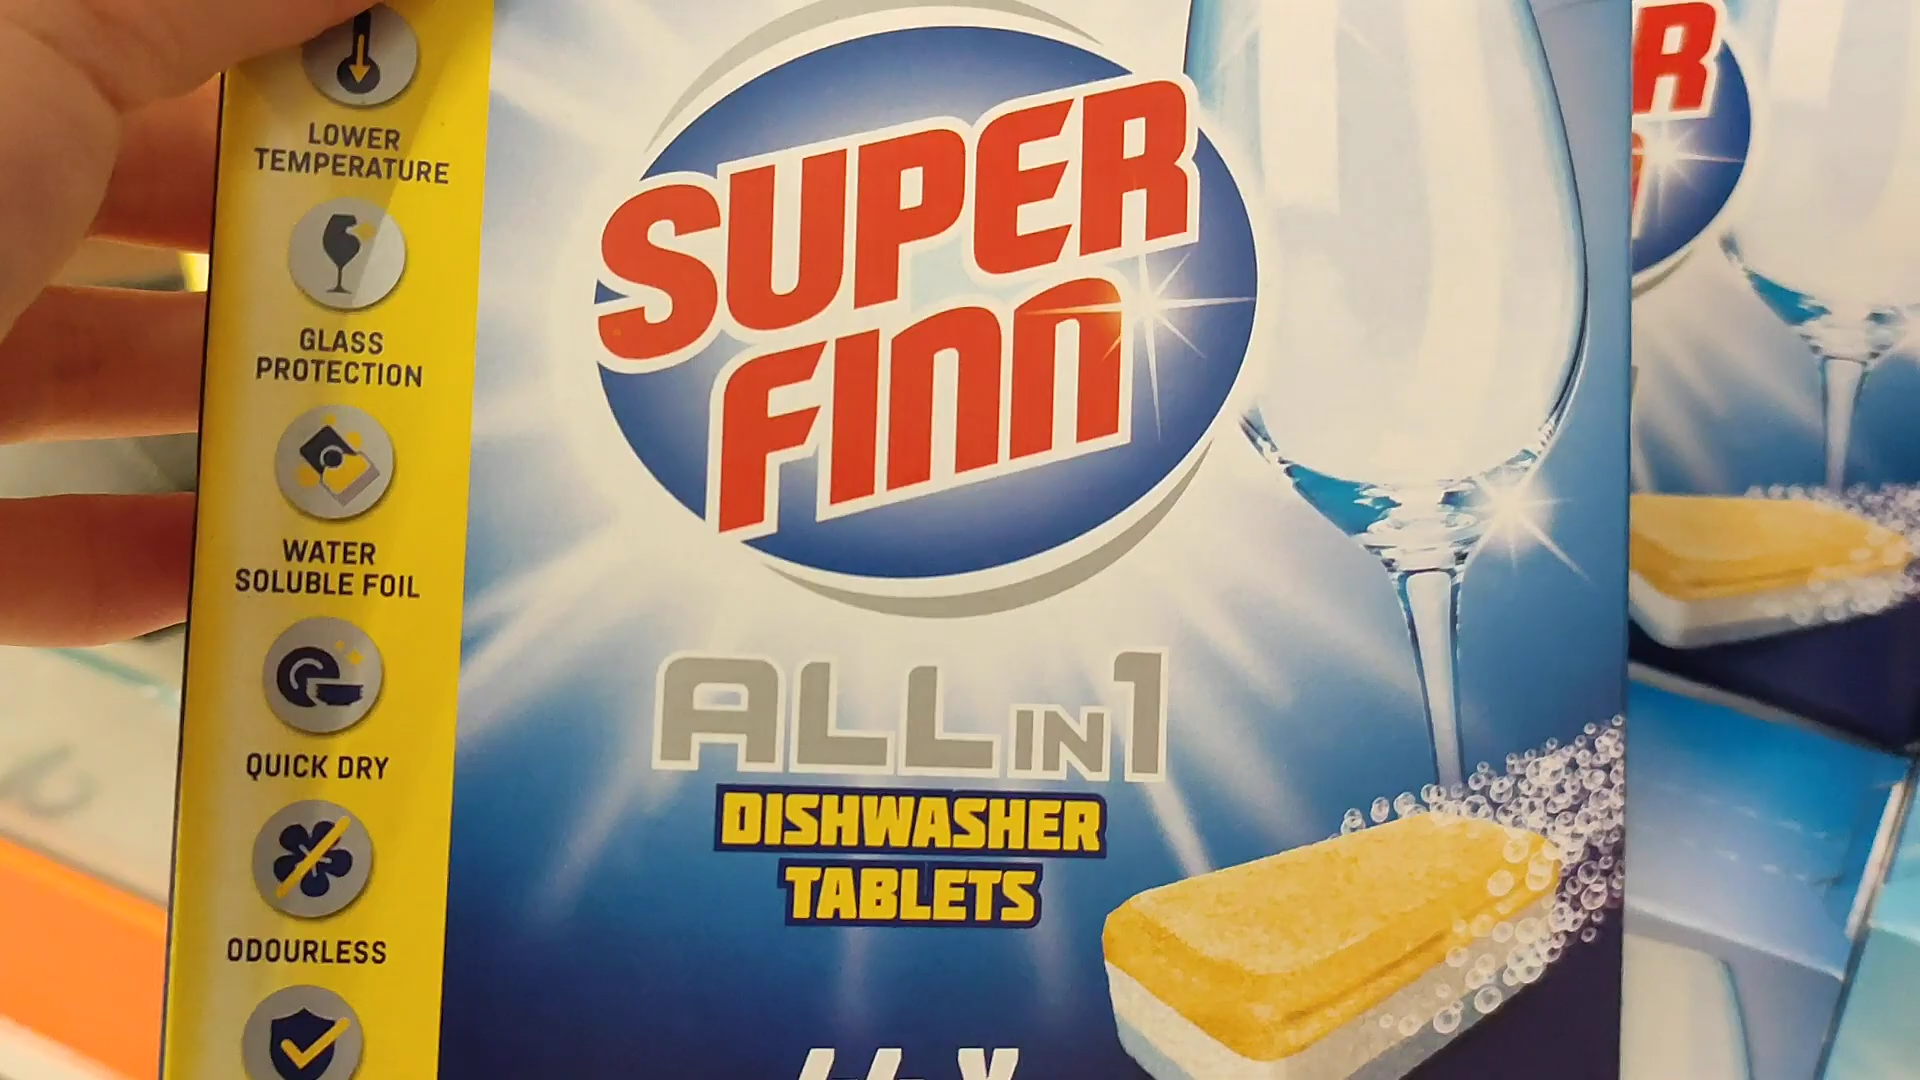 LOWER
TEMPERATURE
GLASS
PROTECTION
WATER
SOLUBLE FOIL
QUICK DRY
ODOURLESS
SUPER
FINN
ALL IN 1
DISHWASHER
TABLETS
R